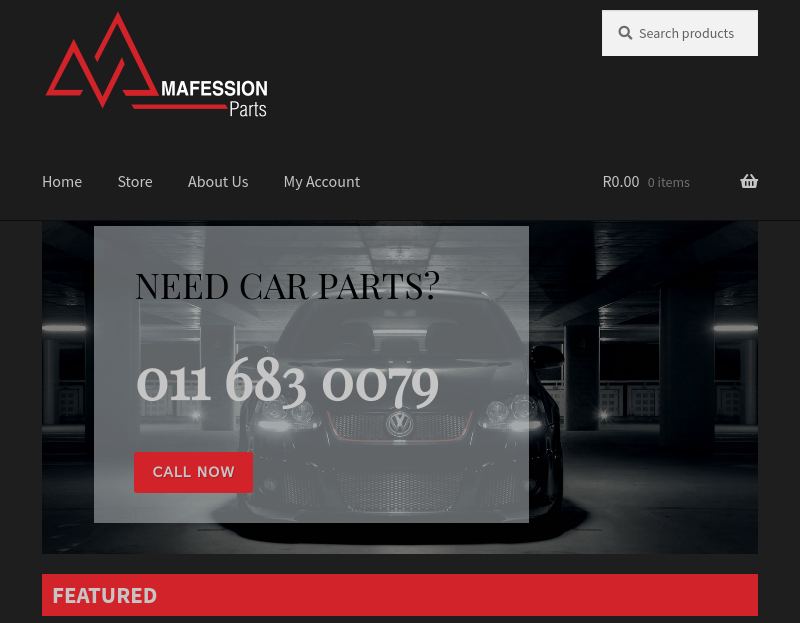 MAFESSION
Parts
Search products
Home
Store
About Us
My Account
R0.00 0 items
NEED CAR PARTS?
011 683 0079
CALL NOW
FEATURED